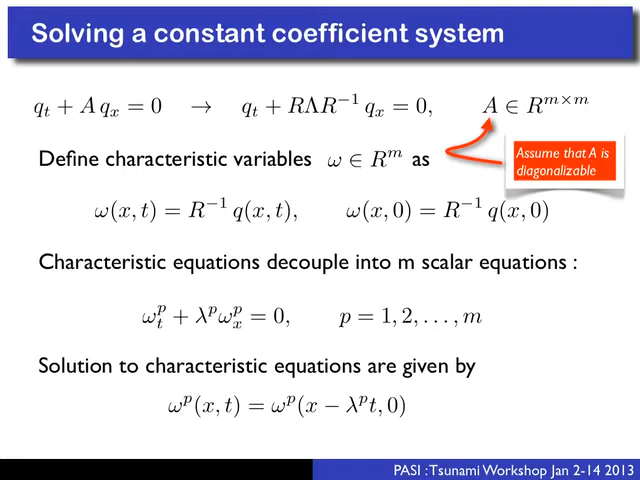 Solving a constant coefficient system
q_t + A q_x = 0 → q_t + RΛR^{-1} q_x = 0, A ∈ R^{m×m}
Define characteristic variables ω ∈ R^m as
Assume that A is
diagonalizable
ω(x, t) = R^{-1} q(x, t), ω(x, 0) = R^{-1} q(x, 0)
Characteristic equations decouple into m scalar equations :
ω^p_t + λ^p ω^p_x = 0, p = 1, 2, . . . , m
Solution to characteristic equations are given by
ω^p(x, t) = ω^p(x − λ^p t, 0)
PASI : Tsunami Workshop Jan 2-14 2013